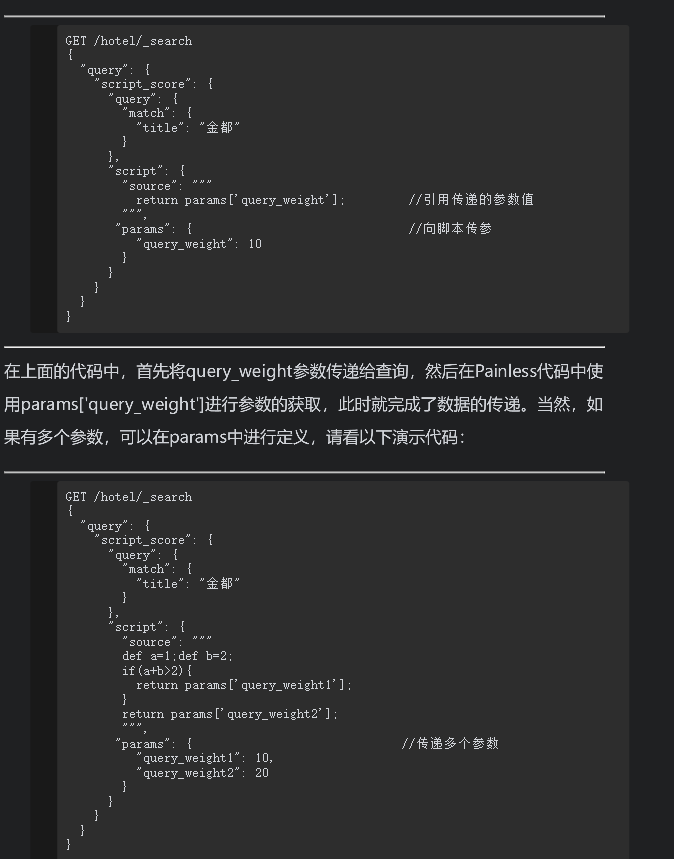 GET /hotel/_search
{
  "query": {
    "script_score": {
      "query": {
        "match": {
          "title": "金都"
        }
      },
      "script": {
        "source": """
          return params['query_weight'];         //引用传递的参数值
        """,
       "params": {                               //向脚本传参
          "query_weight": 10
        }
      }
    }
  }
}
在上面的代码中，首先将query_weight参数传递给查询，然后在Painless代码中使
用params['query_weight']进行参数的获取，此时就完成了数据的传递。当然，如
果有多个参数，可以在params中进行定义，请看以下演示代码：
GET /hotel/_search
{
  "query": {
    "script_score": {
      "query": {
        "match": {
          "title": "金都"
        }
      },
      "script": {
        "source": """
        def a=1;def b=2;
        if(a+b>2){
          return params['query_weight1'];
        }
        return params['query_weight2'];
        """,
       "params": {                              //传递多个参数
          "query_weight1": 10,
          "query_weight2": 20
        }
      }
    }
  }
}